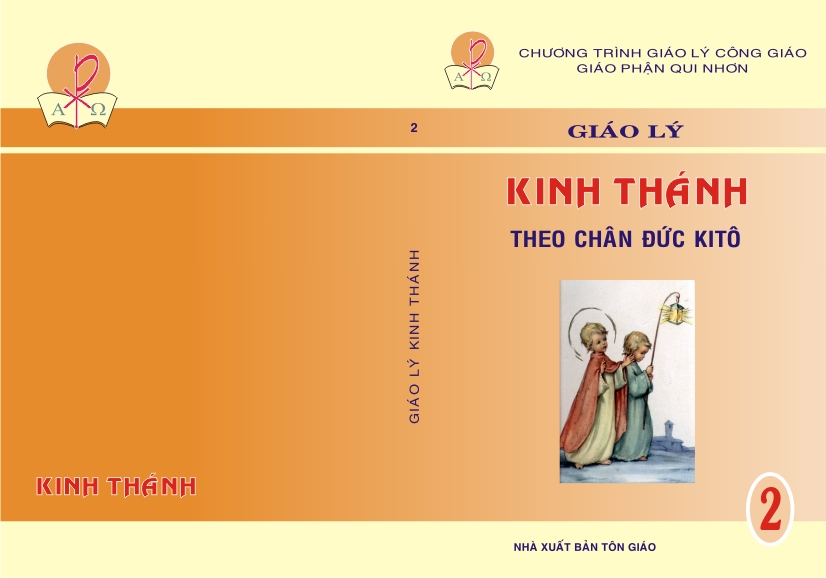 Α Ω
KINH THÁNH
2
GIÁO LÝ KINH THÁNH
Α Ω
CHƯƠNG TRÌNH GIÁO LÝ CÔNG GIÁO
GIÁO PHẬN QUI NHƠN
GIÁO LÝ
KINH THÁNH
THEO CHÂN ĐỨC KITÔ
2
NHÀ XUẤT BẢN TÔN GIÁO